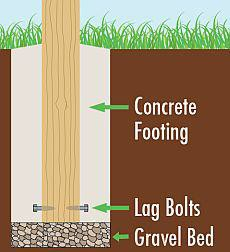 Concrete
Footing
Lag Bolts
Gravel Bed